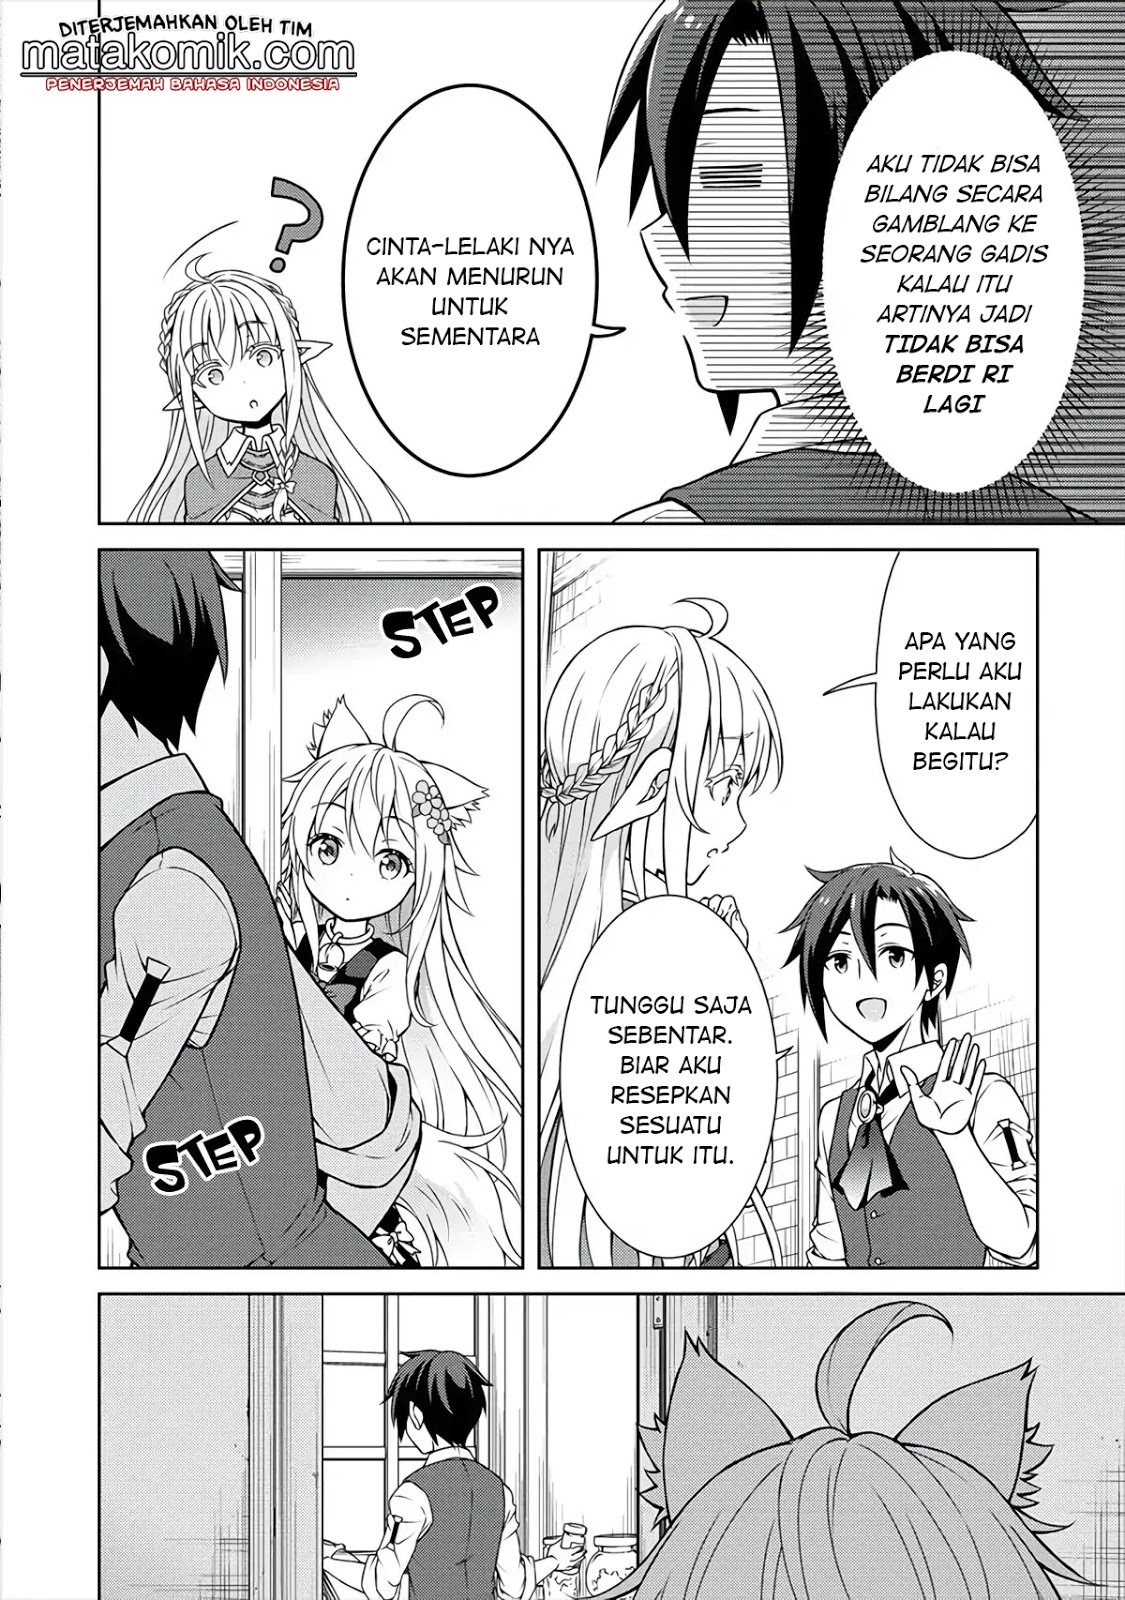 DITERJEMAHKAN OLEH TIM
matakomik.com
PENERJEMAH BAHASA INDONESIA
AKU TIDAK BISA
BILANG SECARA
GAMBLANG KE
SEORANG GADIS
KALAU ITU
ARTINYA JADI
TIDAK BISA
BERDI RI
LAGI
CINTA-LELAKI NYA
AKAN MENURUN
UNTUK
SEMENTARA
?
APA YANG
PERLU AKU
LAKUKAN
KALAU
BEGITU?
TUNGGU SAJA
SEBENTAR.
BIAR AKU
RESEPKAN
SESUATU
UNTUK ITU.
STEP
STEP